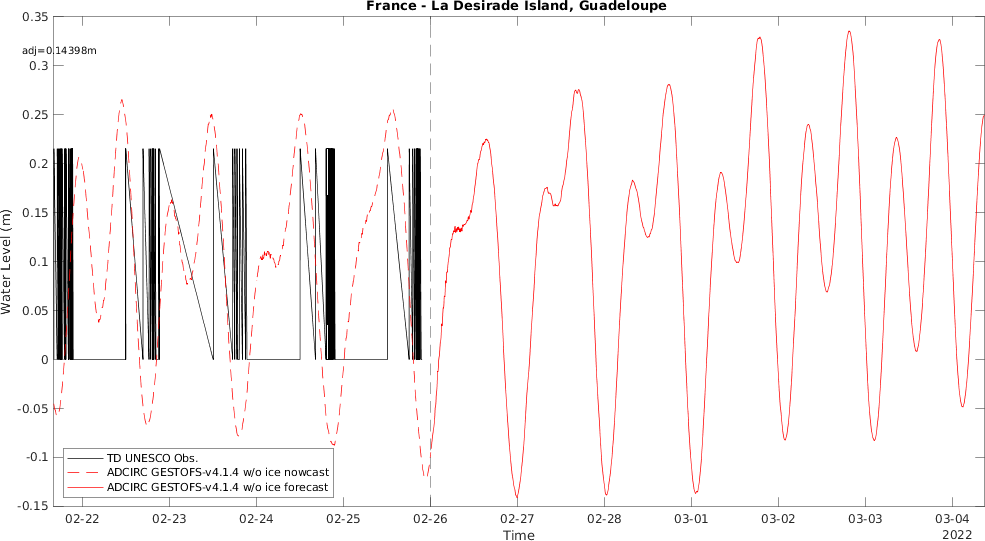 France - La Desirade Island, Guadeloupe
adj=0.14398m
0.35
0.3
0.25
0.2
0.15
0.1
0.05
0
-0.05
-0.1
-0.15
Water Level (m)
TD UNESCO Obs.
ADCIRC GESTOFS-v4.1.4 w/o ice nowcast
ADCIRC GESTOFS-v4.1.4 w/o ice forecast
02-22 02-23 02-24 02-25 02-26 02-27 02-28 03-01 03-02 03-03 03-04
Time
2022